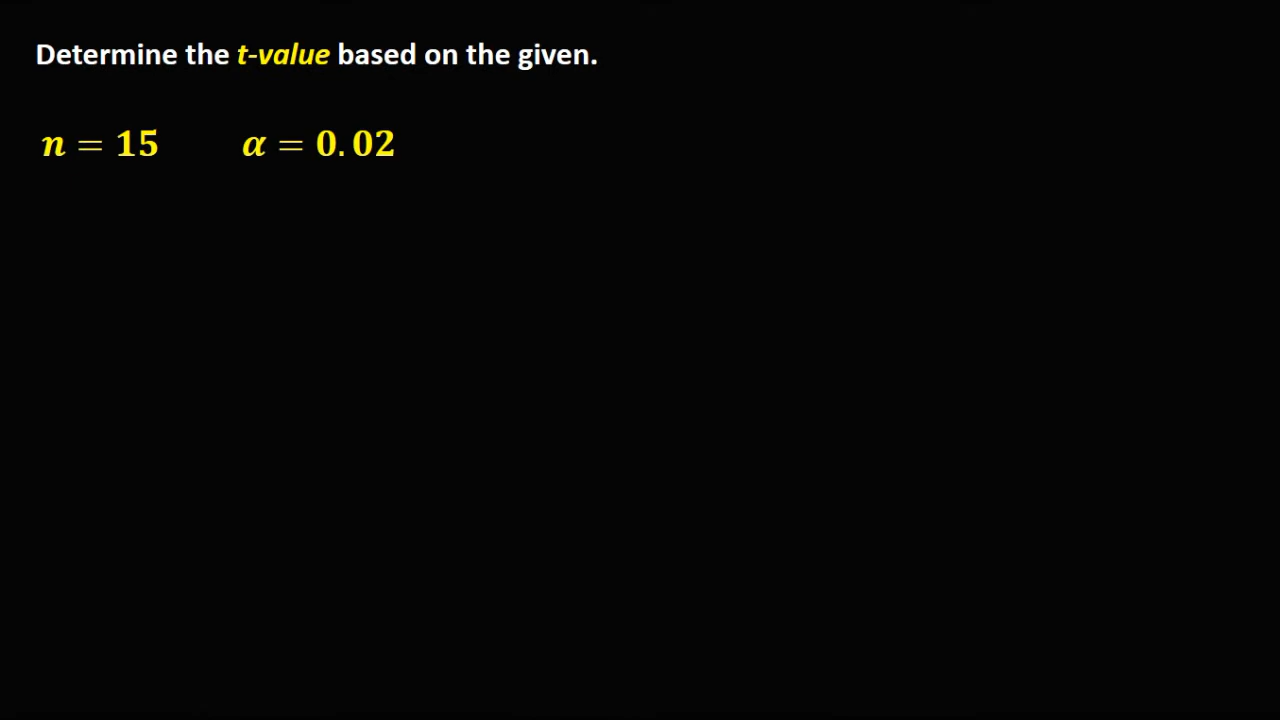 Determine the t-value based on the given.
n = 15 α = 0.02